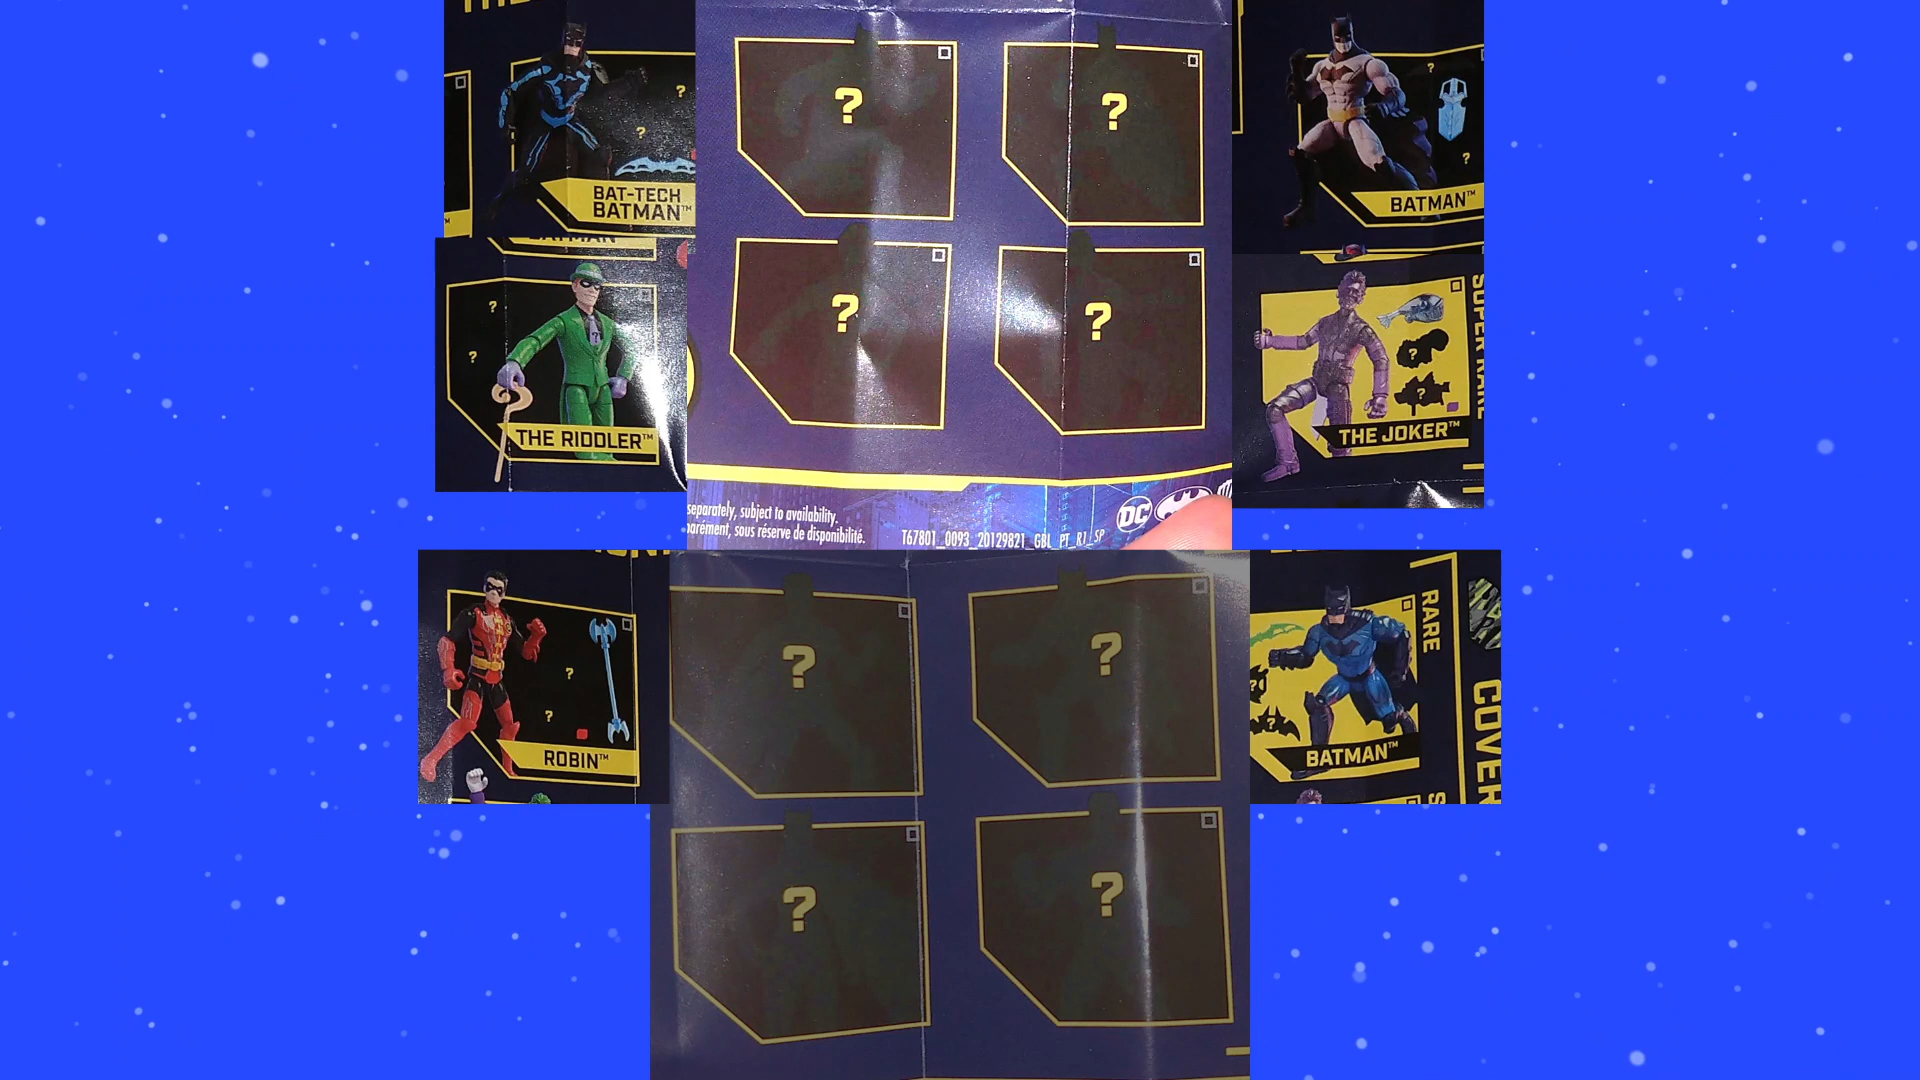 ?
?
BAT-TECH
BATMAN™
?
?
?
?
BATMAN™
?
?
THE RIDDLER™
?
?
?
?
THE JOKER™
SUPER RARE
separately, subject to availability.
parément, sous réserve de disponibilité.
T67801_0093_20129821_GBL_PT_R1_SP
DC
?
?
ROBIN™
?
?
?
?
?
?
BATMAN™
RARE
COVER